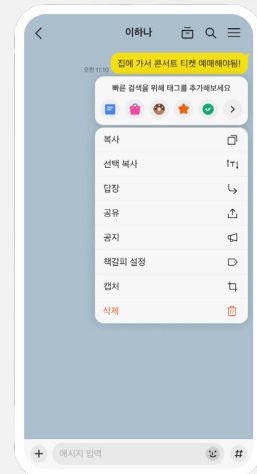 이하나
집에 가서 콘서트 티켓 예매해야됨!
오전 11:10
빠른 검색을 위해 태그를 추가해보세요
복사
선택 복사
답장
공유
공지
책갈피 설정
캡처
삭제
메시지 입력
#